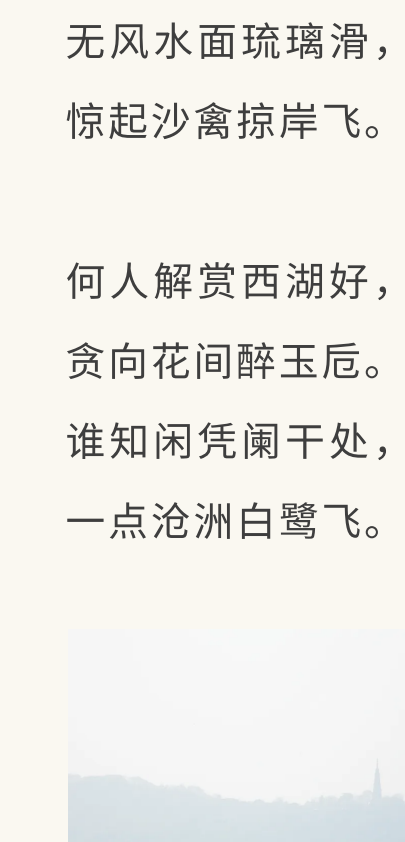 无风水面琉璃滑，
惊起沙禽掠岸飞。
何人解赏西湖好，
贪向花间醉玉卮。
谁知闲凭阑干处，
一点沧洲白鹭飞。